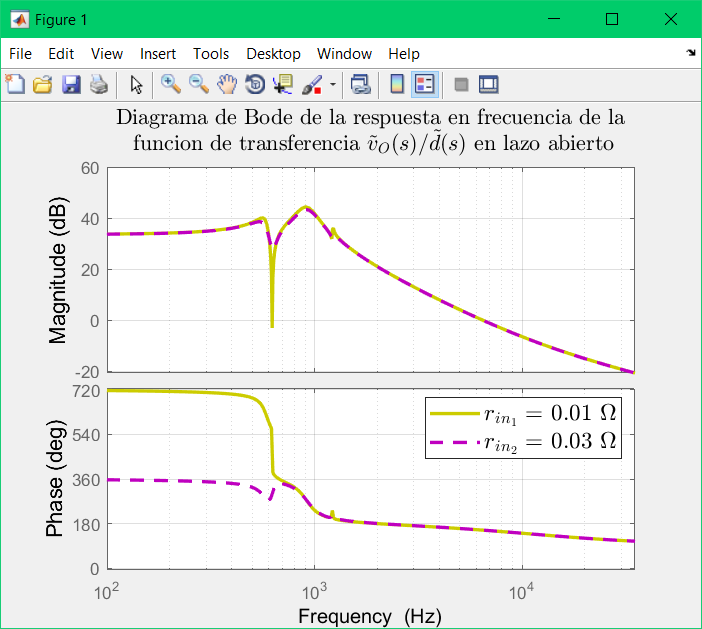 Figure 1
File Edit View Insert Tools Desktop Window Help
Diagrama de Bode de la respuesta en frecuencia de la
funcion de transferencia ṽ_O(s)/d̃(s) en lazo abierto
Magnitude (dB)
60
40
20
0
-20
Phase (deg)
720
540
360
180
0
r_{in_1} = 0.01 Ω
r_{in_2} = 0.03 Ω
10^2
10^3
10^4
Frequency (Hz)